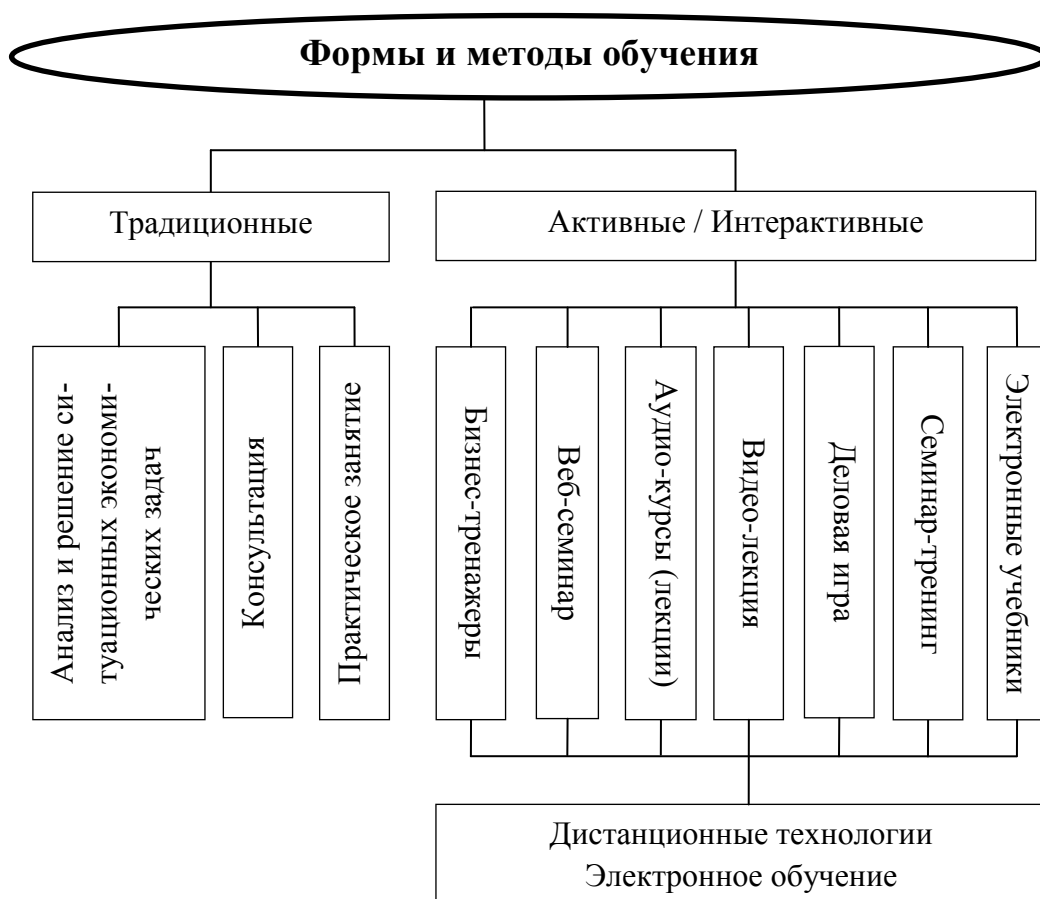 Формы и методы обучения
Традиционные
Активные / Интерактивные
Анализ и решение си-
туационных экономи-
ческих задач
Консультация
Практическое занятие
Бизнес-тренажеры
Веб-семинар
Аудио-курсы (лекции)
Видео-лекция
Деловая игра
Семинар-тренинг
Электронные учебники
Дистанционные технологии
Электронное обучение